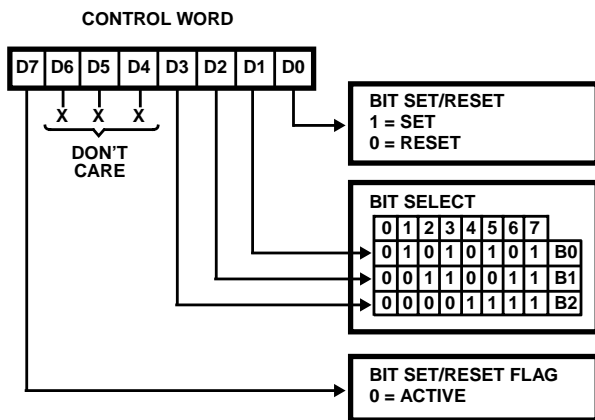 CONTROL WORD
D7 D6 D5 D4 D3 D2 D1 D0
X X X
DON'T
CARE
BIT SET/RESET
1 = SET
0 = RESET
BIT SELECT
0 1 2 3 4 5 6 7
0 1 0 1 0 1 0 1 B0
0 0 1 1 0 0 1 1 B1
0 0 0 0 1 1 1 1 B2
BIT SET/RESET FLAG
0 = ACTIVE